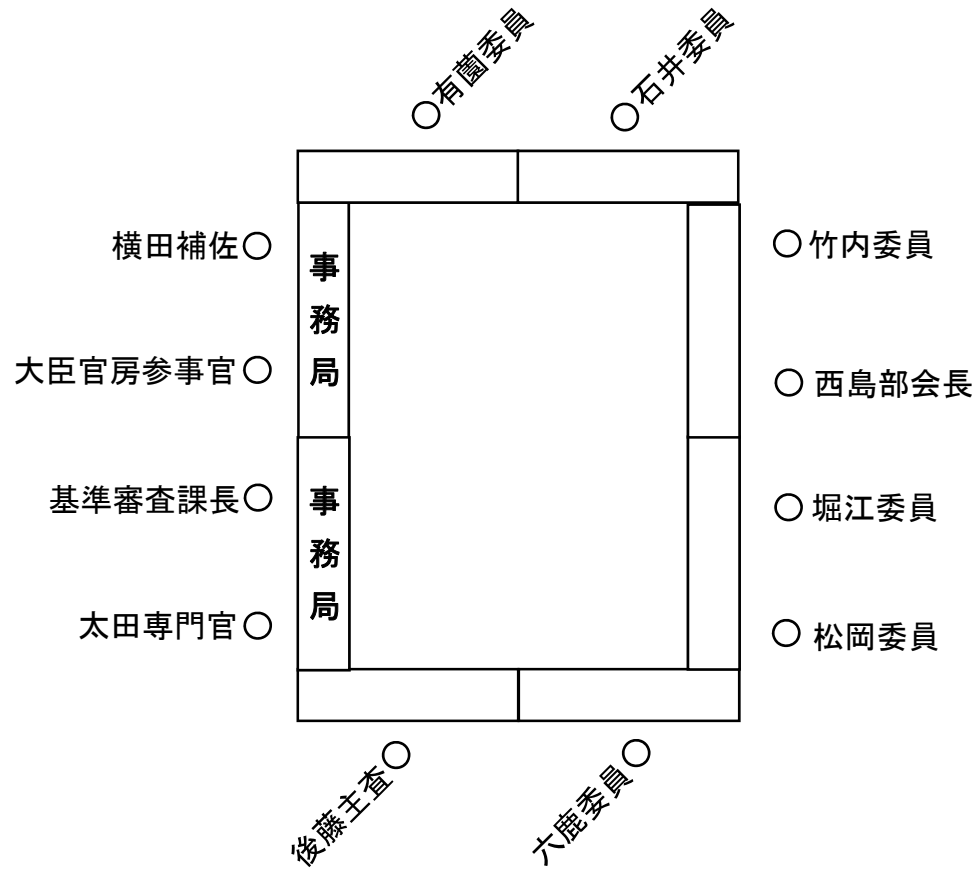 有薗委員
石井委員
横田補佐
事務局
竹内委員
大臣官房参事官
西島部会長
基準審査課長
事務局
堀江委員
太田専門官
松岡委員
後藤主査
六鹿委員